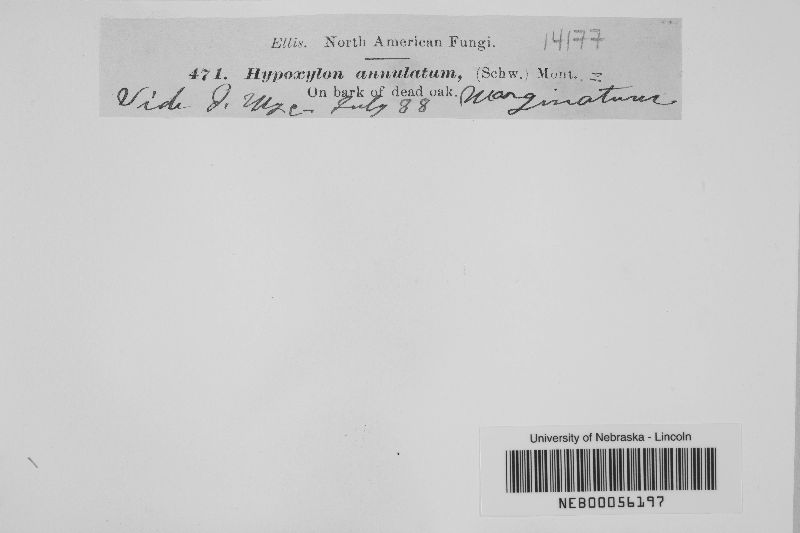 Ellis. North American Fungi. 14177
471. Hypoxylon annulatum, (Schw.) Mont. =
On bark of dead oak.
Vide J. Myc July 88 marginatum
University of Nebraska - Lincoln
NEB00056197